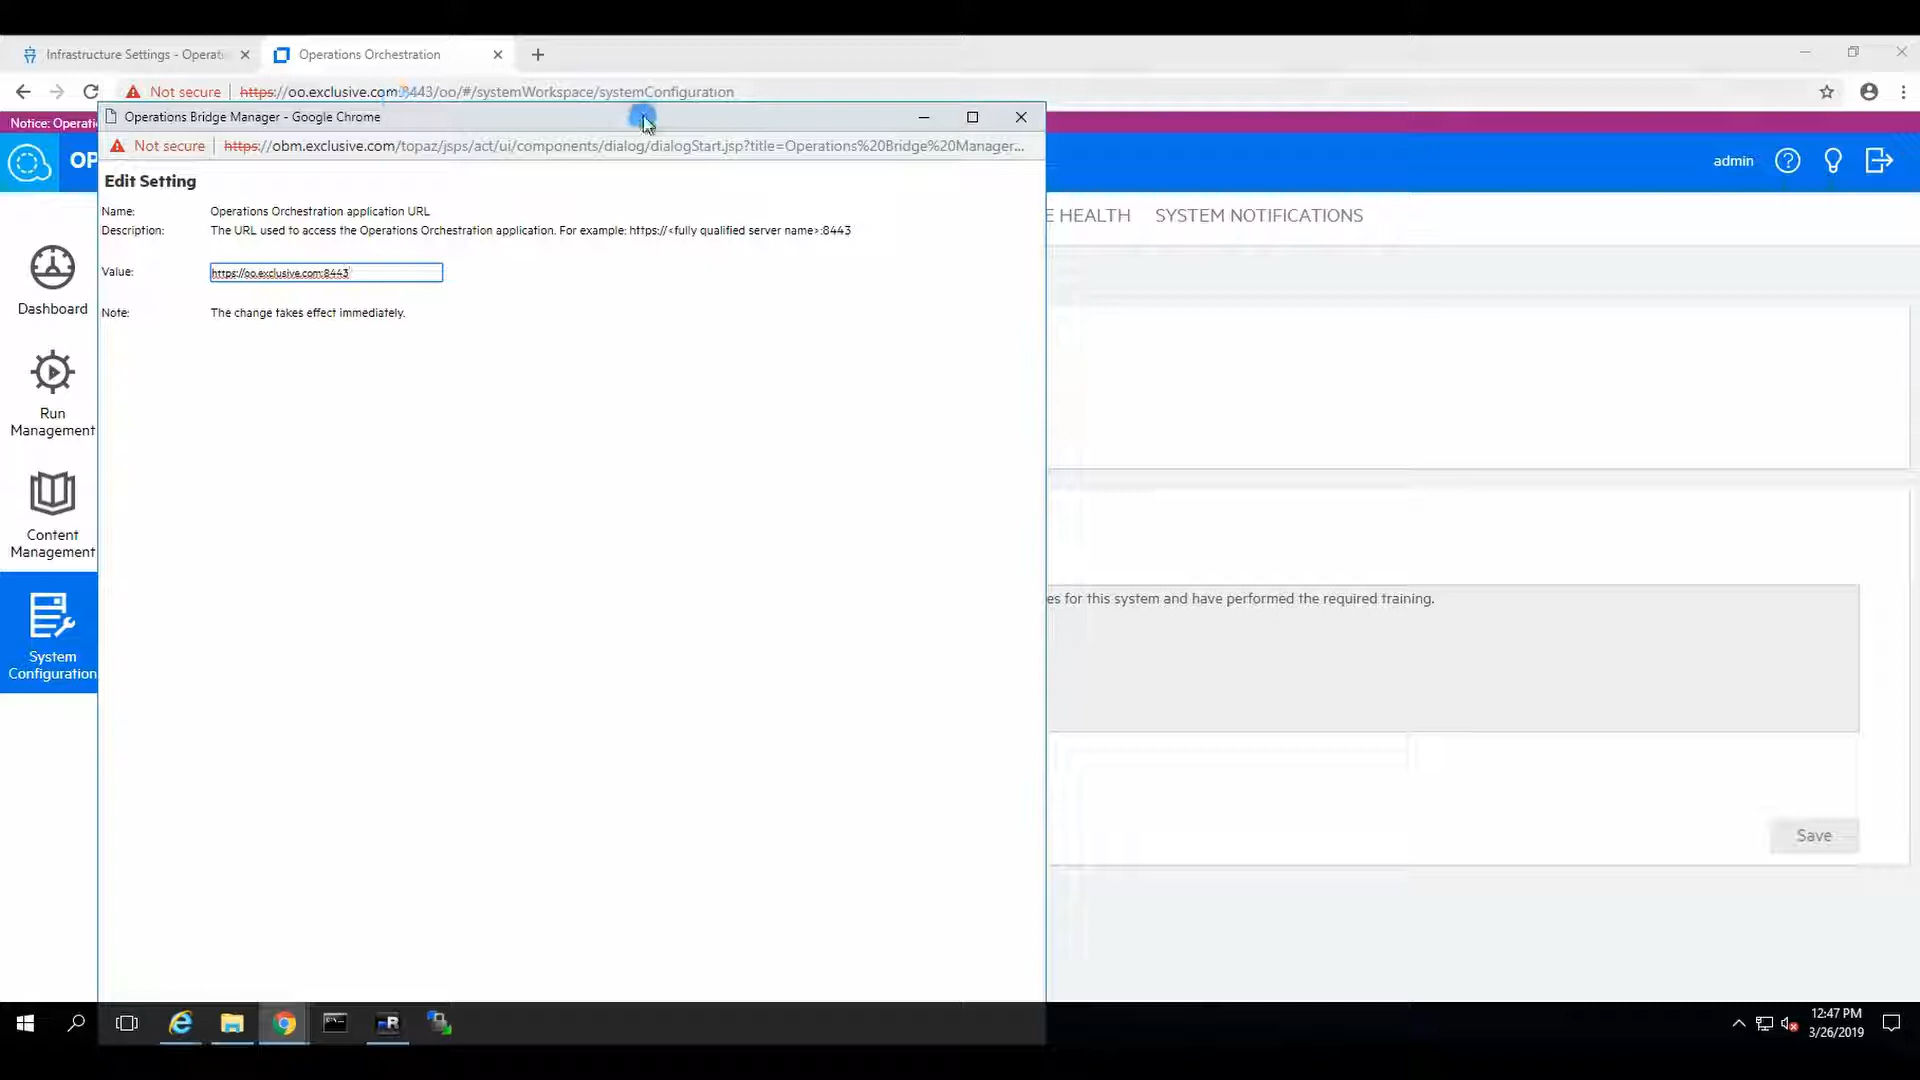 Infrastructure Settings - Operati
Operations Orchestration
Not secure
https://oo.exclusive.com:8443/oo/#/systemWorkspace/systemConfiguration
Notice: Operati
Operations Bridge Manager - Google Chrome
OP
Not secure
https://obm.exclusive.com/topaz/jsps/act/ui/components/dialog/dialogStart.jsp?title=Operations%20Bridge%20Manager...
admin
Edit Setting
Name: Operations Orchestration application URL
Description: The URL used to access the Operations Orchestration application. For example: https://<fully qualified server name>:8443
E HEALTH
SYSTEM NOTIFICATIONS
Value: https://oo.exclusive.com:8443
Note: The change takes effect immediately.
Dashboard
Run
Management
Content
Management
System
Configuration
es for this system and have performed the required training.
Save
12:47 PM
3/26/2019